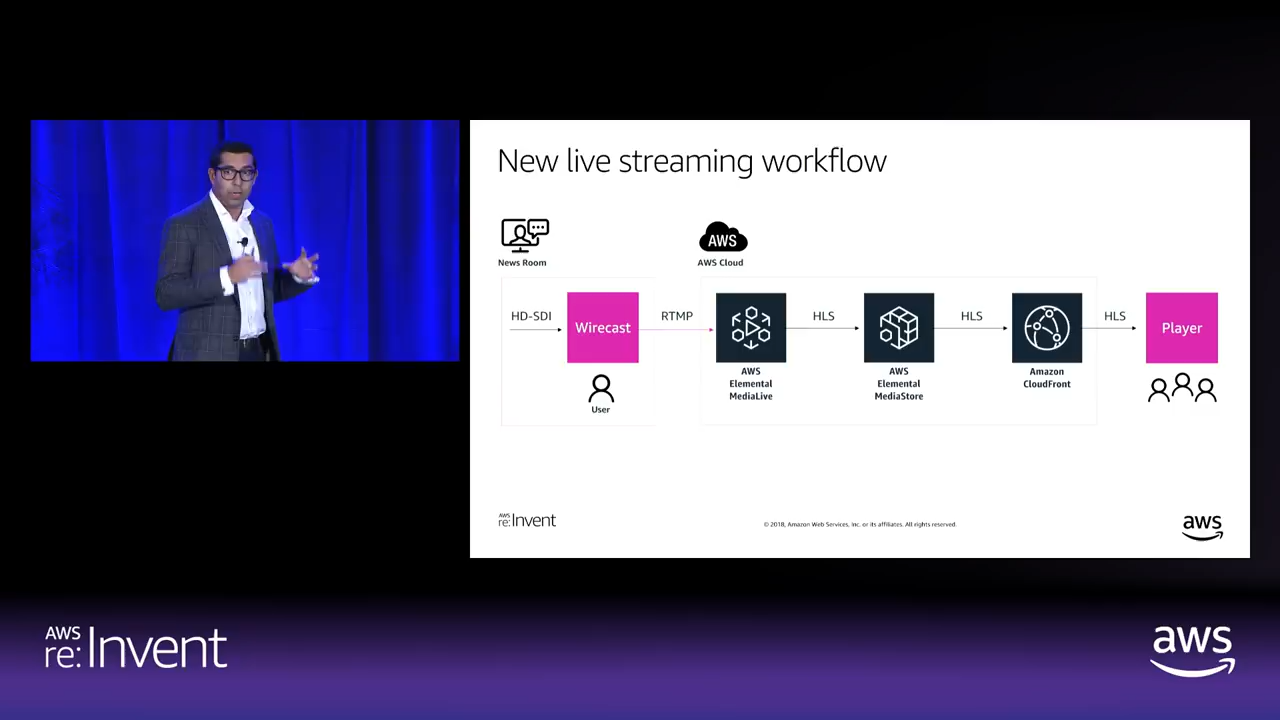 New live streaming workflow
News Room
AWS
AWS Cloud
HD-SDI
Wirecast
RTMP
HLS
HLS
HLS
Player
User
AWS
Elemental
MediaLive
AWS
Elemental
MediaStore
Amazon
CloudFront
AWS
re:Invent
© 2018, Amazon Web Services, Inc. or its affiliates. All rights reserved.
aws
AWS
re:Invent
aws